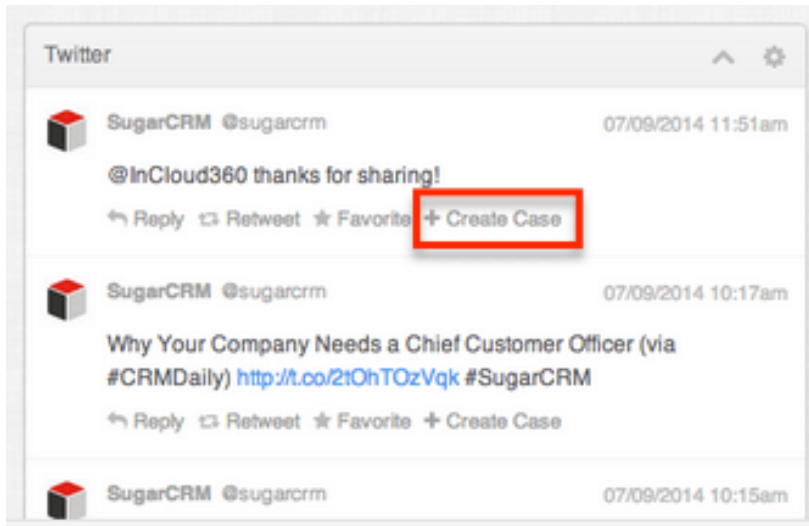 Twitter
SugarCRM @sugarcrm 07/09/2014 11:51am
@InCloud360 thanks for sharing!
Reply Retweet Favorite + Create Case
SugarCRM @sugarcrm 07/09/2014 10:17am
Why Your Company Needs a Chief Customer Officer (via
#CRMDaily) http://t.co/2tOhTOzVqk #SugarCRM
Reply Retweet Favorite + Create Case
SugarCRM @sugarcrm 07/09/2014 10:15am